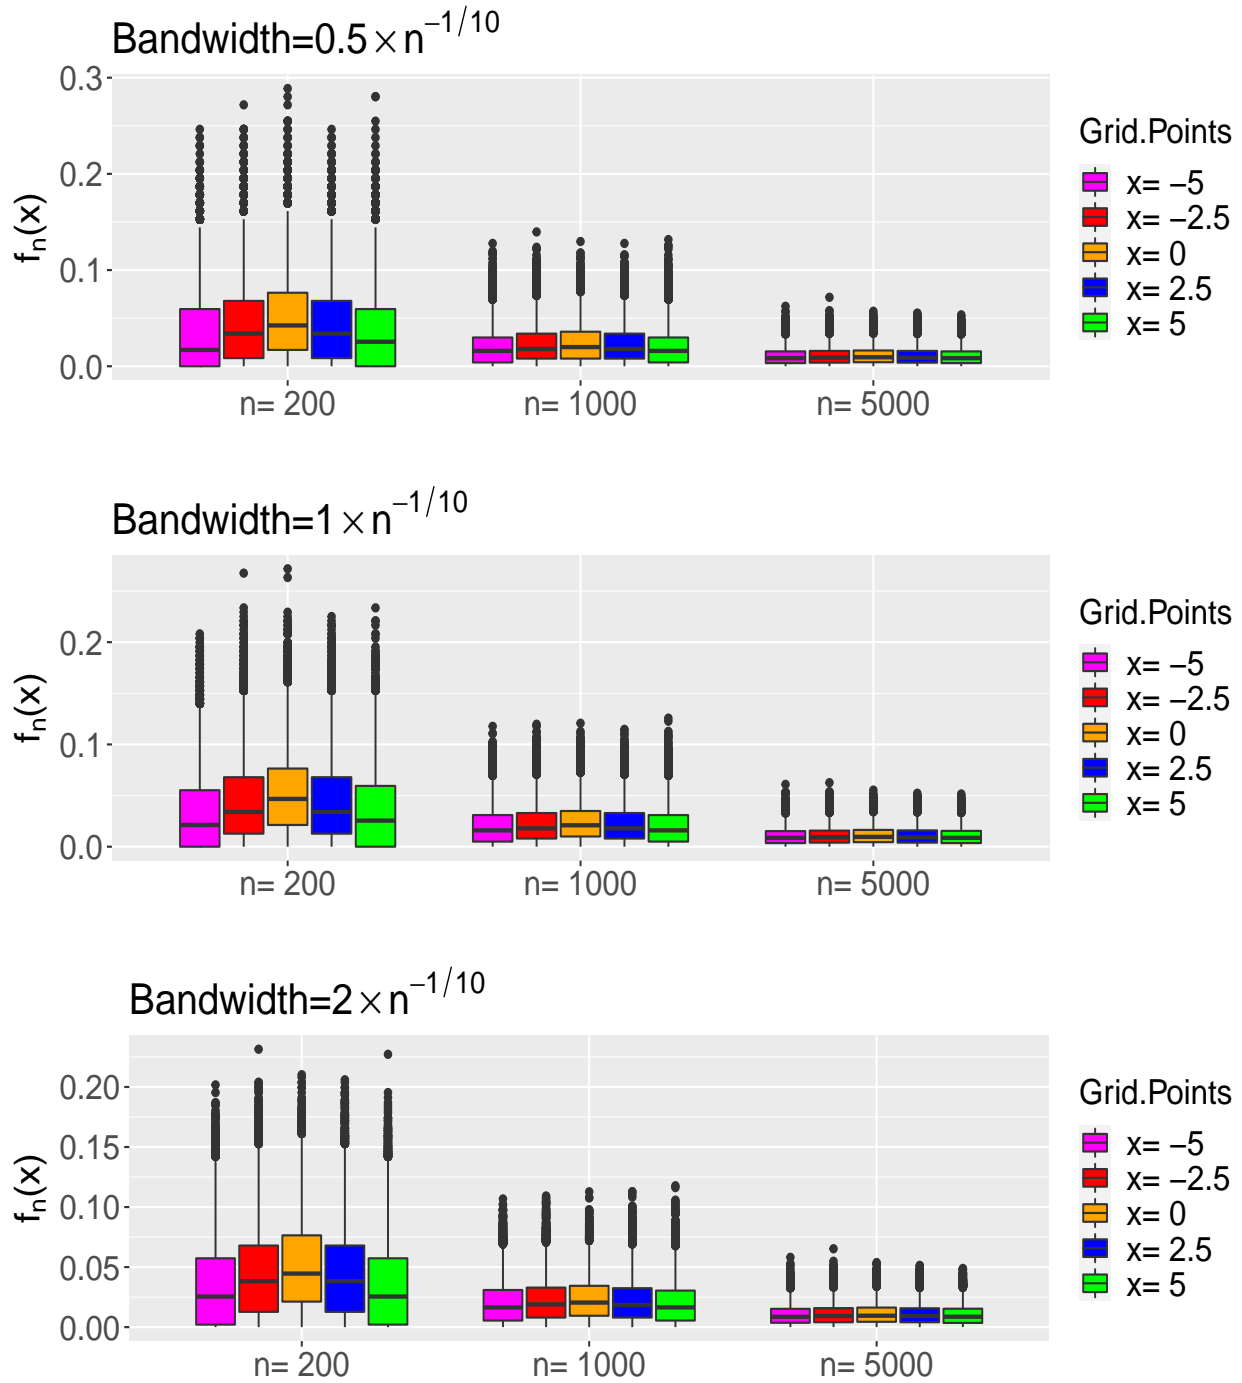 Bandwidth=0.5×n^−1/10
f_n(x)
0.3
0.2
0.1
0.0
n= 200
n= 1000
n= 5000
Grid.Points
x= −5
x= −2.5
x= 0
x= 2.5
x= 5
Bandwidth=1×n^−1/10
f_n(x)
0.2
0.1
0.0
n= 200
n= 1000
n= 5000
Grid.Points
x= −5
x= −2.5
x= 0
x= 2.5
x= 5
Bandwidth=2×n^−1/10
f_n(x)
0.20
0.15
0.10
0.05
0.00
n= 200
n= 1000
n= 5000
Grid.Points
x= −5
x= −2.5
x= 0
x= 2.5
x= 5